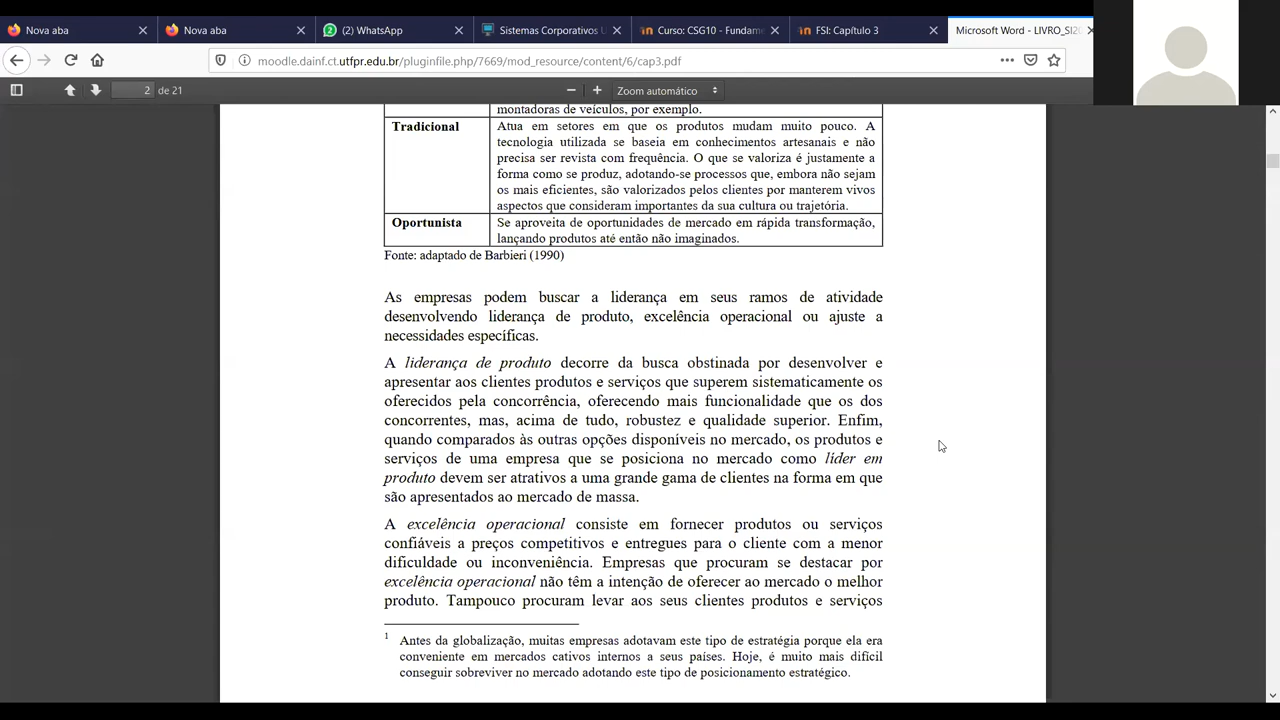 Nova aba
Nova aba
(2) WhatsApp
Sistemas Corporativos
Curso: CSG10 - Fundame
FSI: Capítulo 3
Microsoft Word - LIVRO_SI20
moodle.dainf.ct.utfpr.edu.br/pluginfile.php/7669/mod_resource/content/6/cap3.pdf
2 de 21
Zoom automático
montadoras de veículos, por exemplo.
Tradicional
Atua em setores em que os produtos mudam muito pouco. A
tecnologia utilizada se baseia em conhecimentos artesanais e não
precisa ser revista com frequência. O que se valoriza é justamente a
forma como se produz, adotando-se processos que, embora não sejam
os mais eficientes, são valorizados pelos clientes por manterem vivos
aspectos que consideram importantes da sua cultura ou trajetória.
Oportunista
Se aproveita de oportunidades de mercado em rápida transformação,
lançando produtos até então não imaginados.
Fonte: adaptado de Barbieri (1990)
As empresas podem buscar a liderança em seus ramos de atividade
desenvolvendo liderança de produto, excelência operacional ou ajuste a
necessidades específicas.
A liderança de produto decorre da busca obstinada por desenvolver e
apresentar aos clientes produtos e serviços que superem sistematicamente os
oferecidos pela concorrência, oferecendo mais funcionalidade que os dos
concorrentes, mas, acima de tudo, robustez e qualidade superior. Enfim,
quando comparados às outras opções disponíveis no mercado, os produtos e
serviços de uma empresa que se posiciona no mercado como líder em
produto devem ser atrativos a uma grande gama de clientes na forma em que
são apresentados ao mercado de massa.
A excelência operacional consiste em fornecer produtos ou serviços
confiáveis a preços competitivos e entregues para o cliente com a menor
dificuldade ou inconveniência. Empresas que procuram se destacar por
excelência operacional não têm a intenção de oferecer ao mercado o melhor
produto. Tampouco procuram levar aos seus clientes produtos e serviços
1 Antes da globalização, muitas empresas adotavam este tipo de estratégia porque ela era
conveniente em mercados cativos internos a seus países. Hoje, é muito mais difícil
conseguir sobreviver no mercado adotando este tipo de posicionamento estratégico.